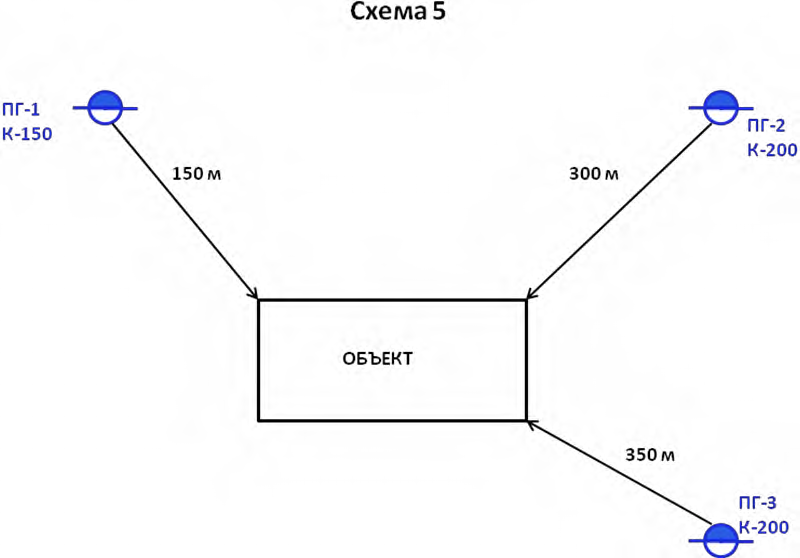 Схема 5
ПГ-1
К-150
ПГ-2
К-200
150 м
300 м
ОБЪЕКТ
350 м
ПГ-3
К-200